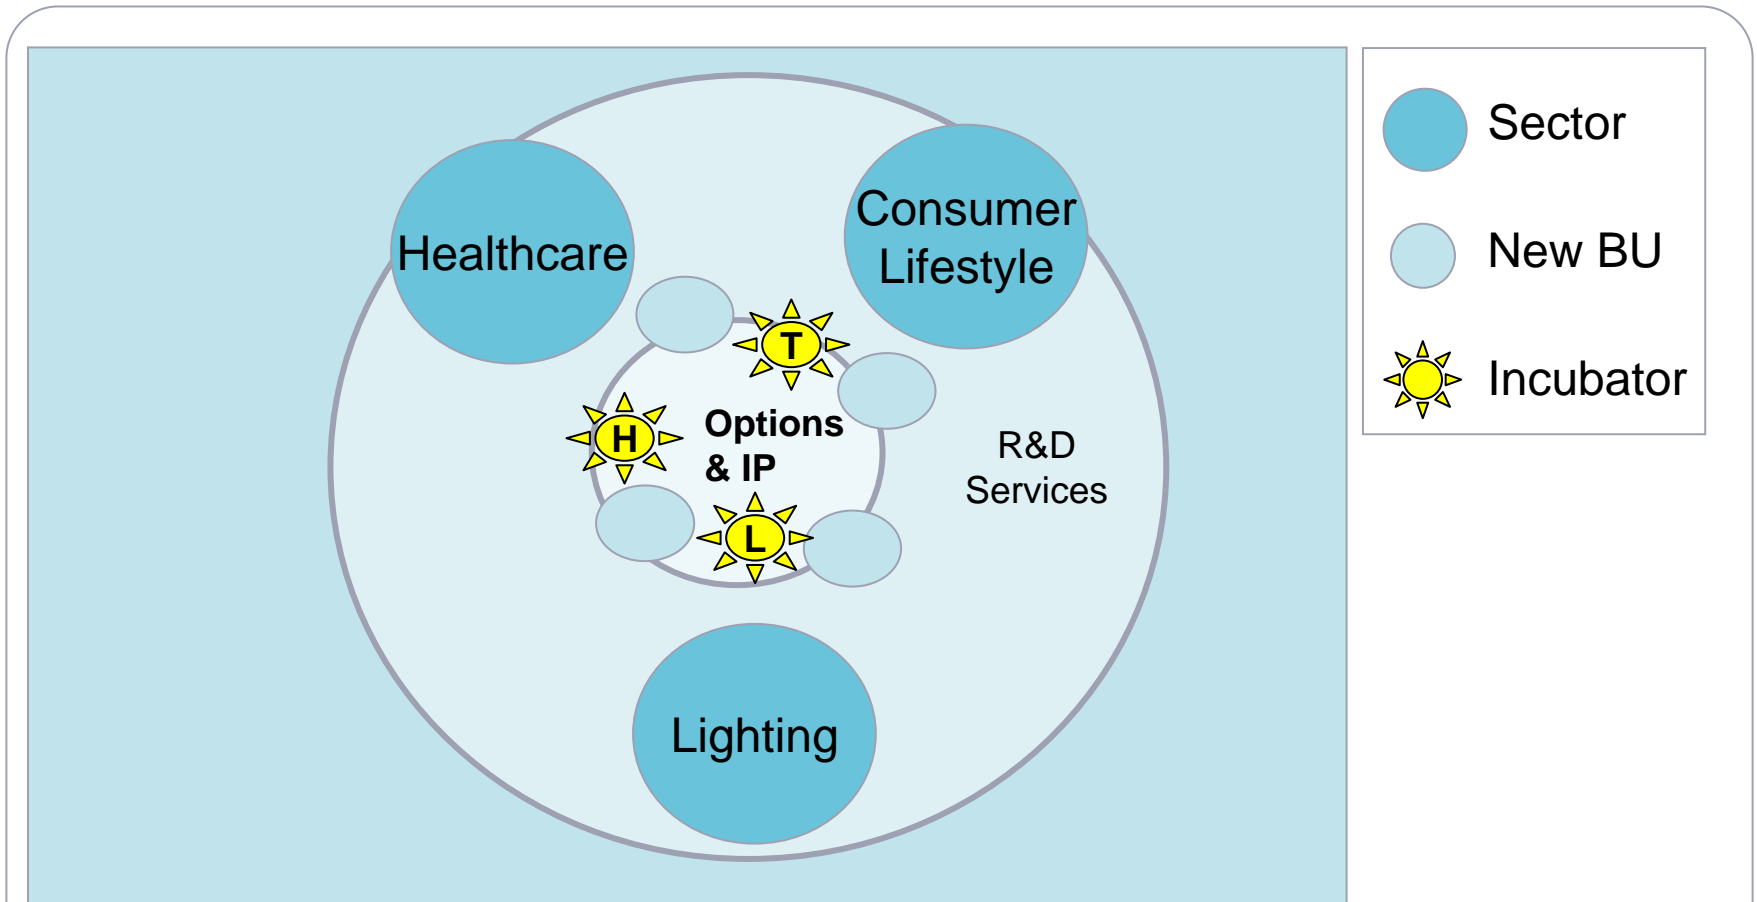 Healthcare
Consumer
Lifestyle
T
H
Options
& IP
L
R&D
Services
Lighting
Sector
New BU
Incubator